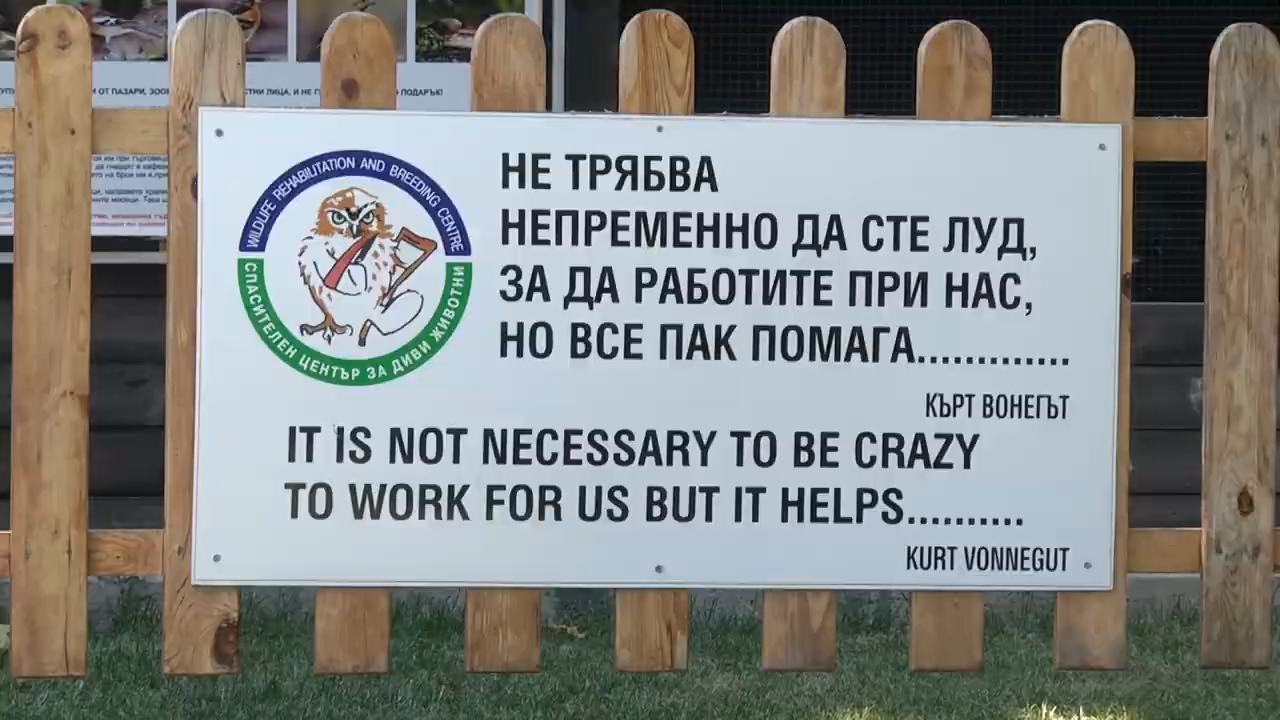 ОТ ПАЗАРИ,
НЕ ТРЯБВА
НЕПРЕМЕННО ДА СТЕ ЛУД,
ЗА ДА РАБОТИТЕ ПРИ НАС,
НО ВСЕ ПАК ПОМАГА.............
КЪРТ ВОНЕГЪТ
WILDLIFE REHABILITATION AND BREEDING CENTRE
СПАСИТЕЛЕН ЦЕНТЪР ЗА ДИВИ ЖИВОТНИ
IT IS NOT NECESSARY TO BE CRAZY
TO WORK FOR US BUT IT HELPS..........
KURT VONNEGUT